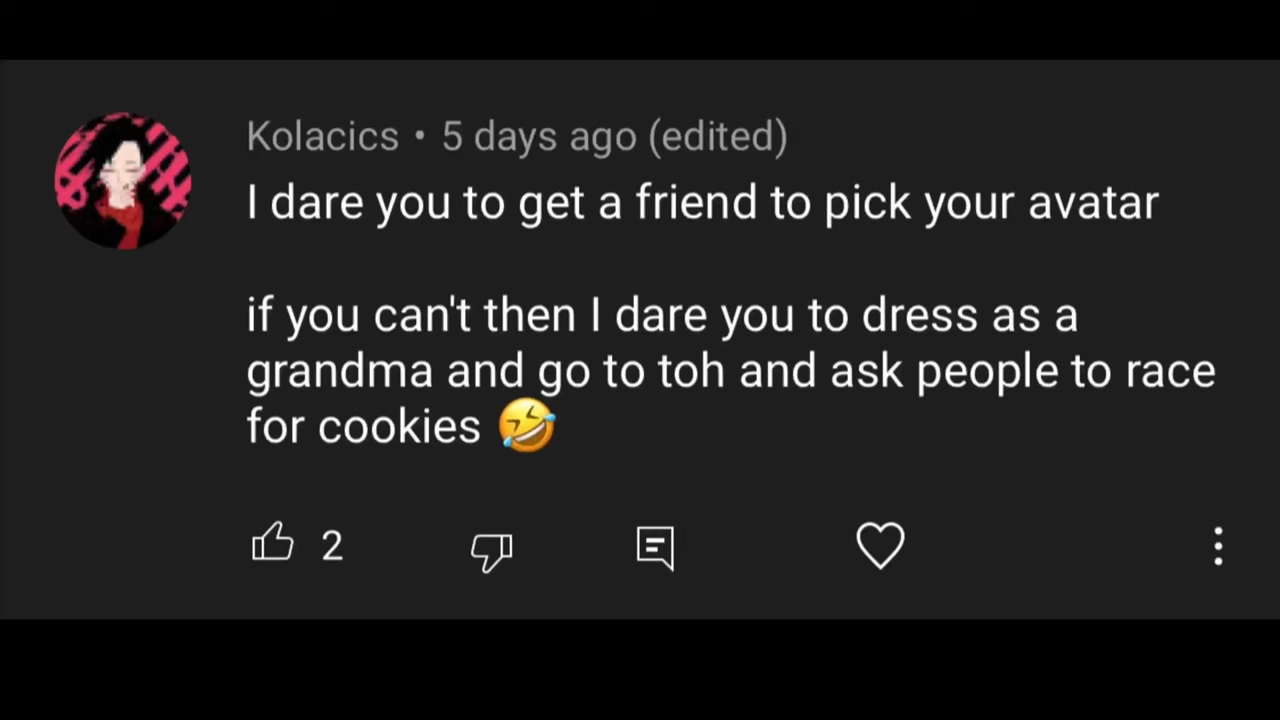 Kolacics • 5 days ago (edited)
I dare you to get a friend to pick your avatar
if you can't then I dare you to dress as a
grandma and go to toh and ask people to race
for cookies 🤣
2